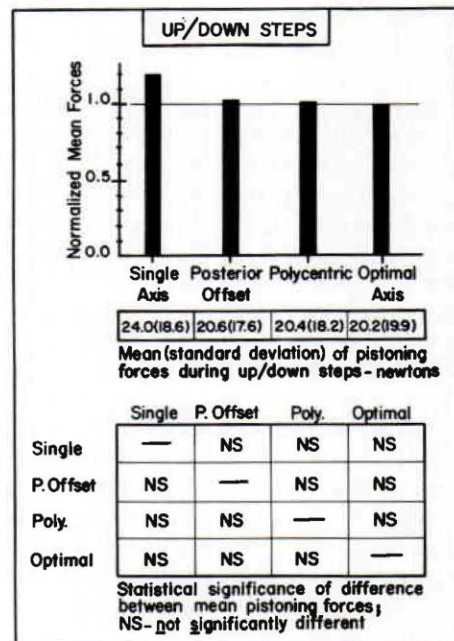 UP/DOWN STEPS
Normalized Mean Forces
1.0
0.5
0.0
Single Axis
Posterior Offset
Polycentric
Optimal Axis
24.0(18.6) 20.6(17.6) 20.4(18.2) 20.2(19.9)
Mean (standard deviation) of pistoning
forces during up/down steps-newtons
Single P. Offset Poly. Optimal
Single — NS NS NS
P. Offset NS — NS NS
Poly. NS NS — NS
Optimal NS NS NS —
Statistical significance of difference
between mean pistoning forces;
NS-not significantly different